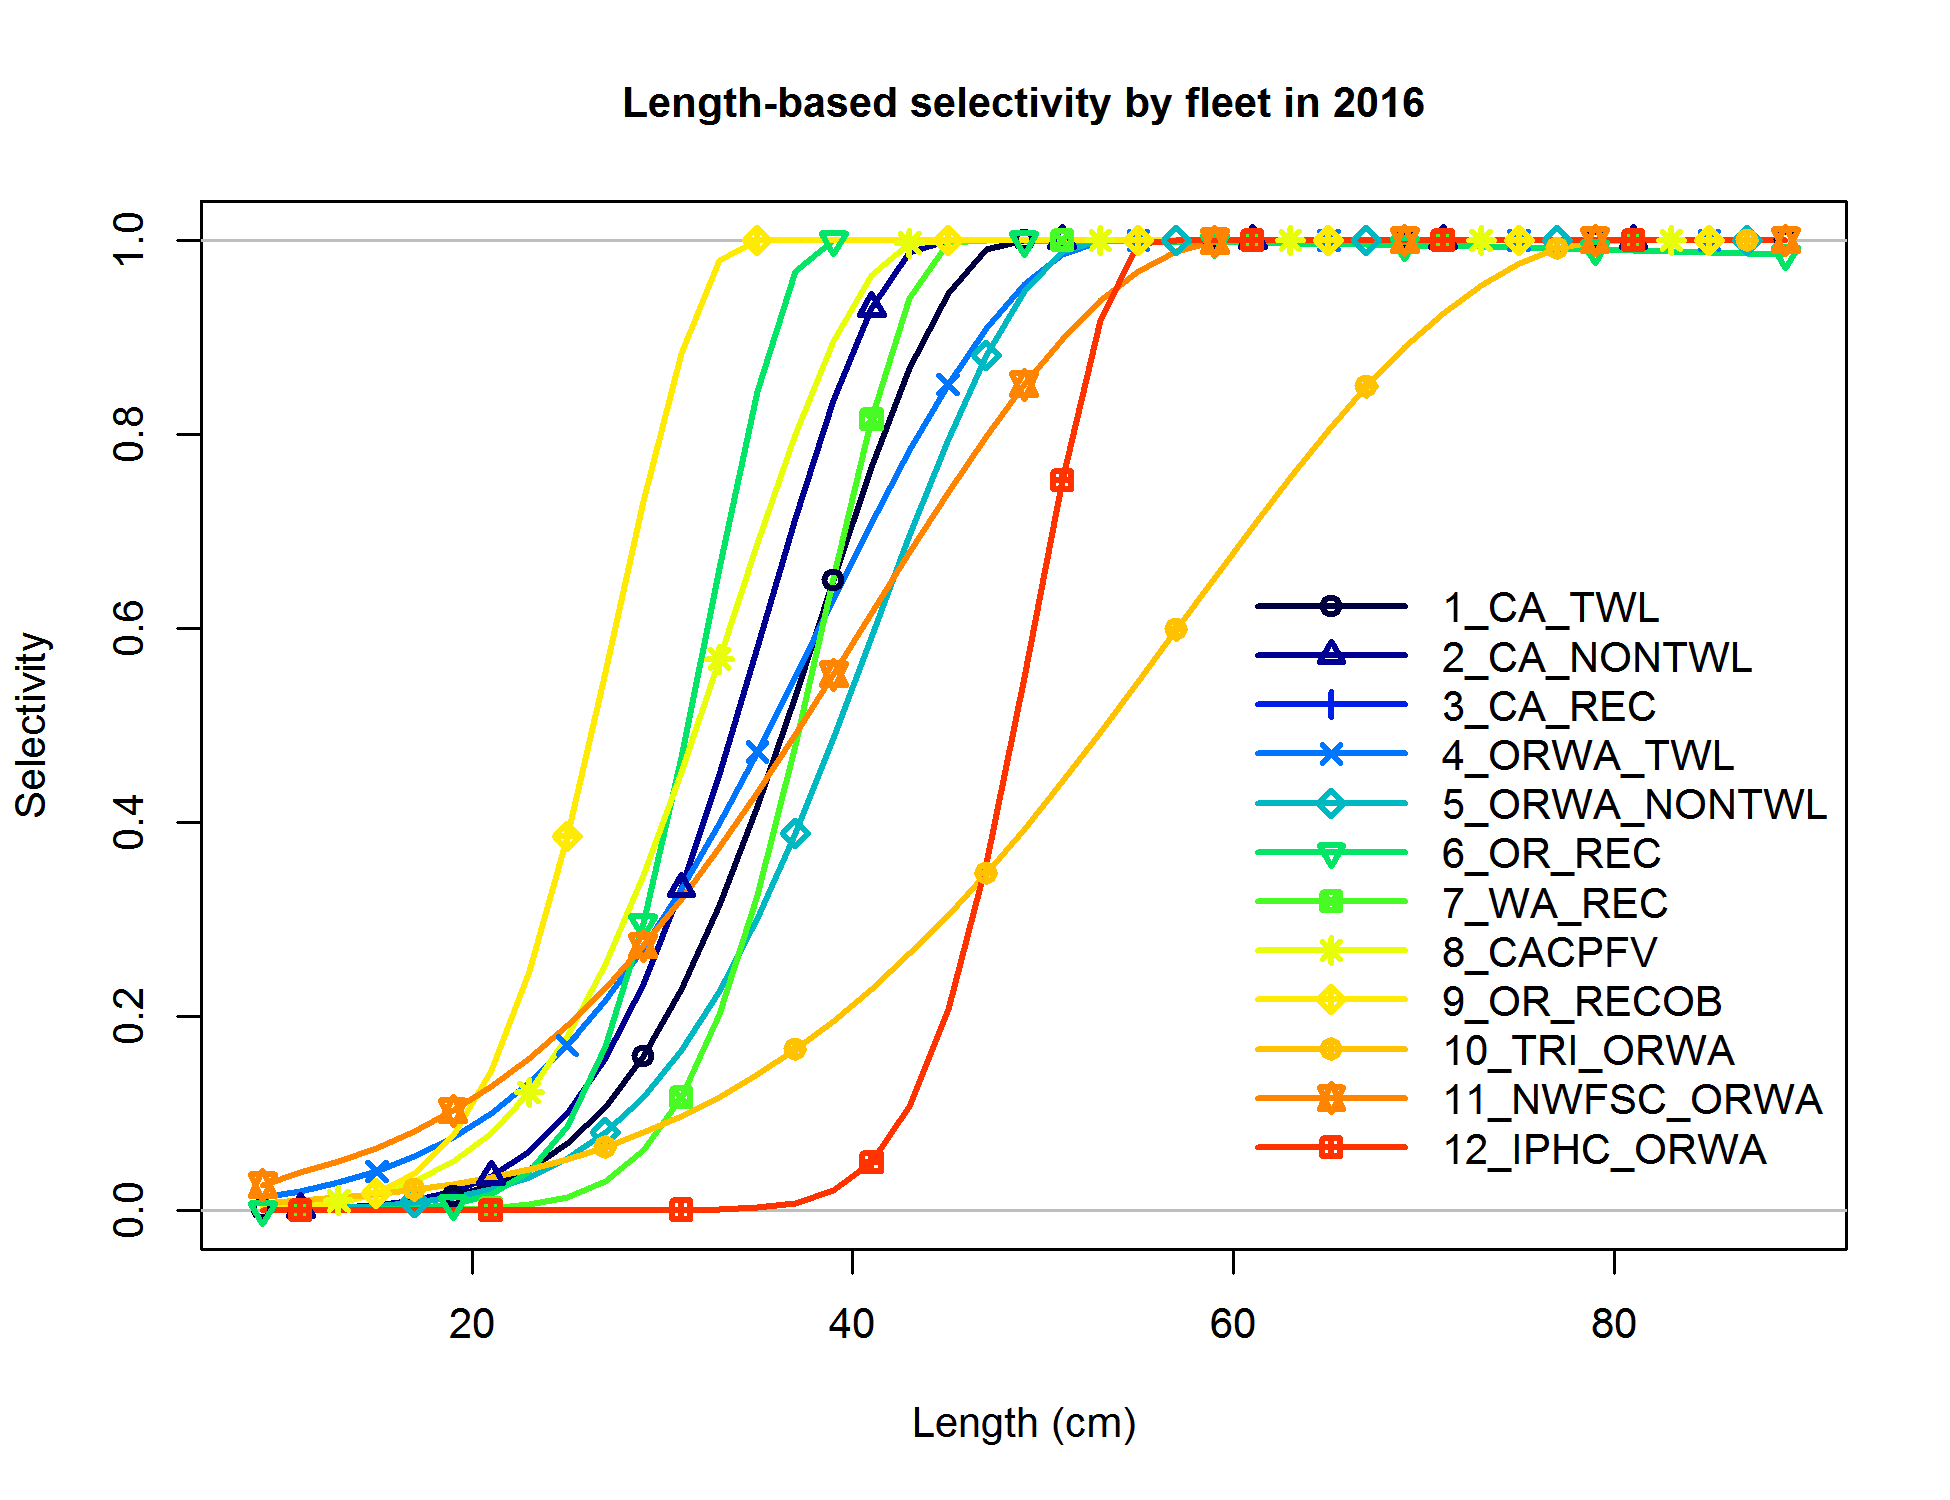 Length-based selectivity by fleet in 2016
Selectivity
1.0
0.8
0.6
0.4
0.2
0.0
1_CA_TWL
2_CA_NONTWL
3_CA_REC
4_ORWA_TWL
5_ORWA_NONTWL
6_OR_REC
7_WA_REC
8_CACPFV
9_OR_RECOB
10_TRI_ORWA
11_NWFSC_ORWA
12_IPHC_ORWA
20 40 60 80
Length (cm)